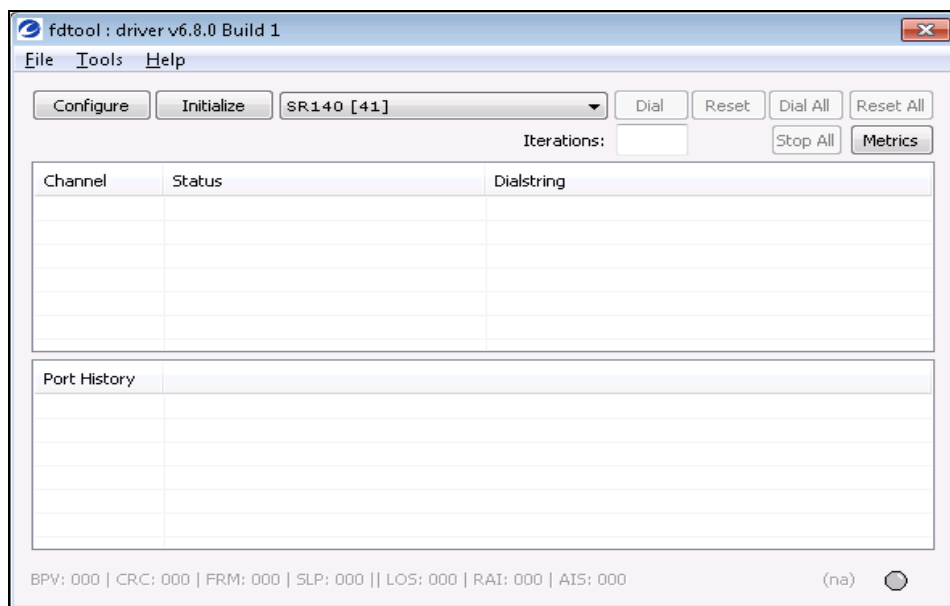 fdtool : driver v6.8.0 Build 1
File Tools Help
Configure Initialize SR140 [41] Dial Reset Dial All Reset All
Iterations: Stop All Metrics
Channel Status Dialstring
Port History
BPV: 000 | CRC: 000 | FRM: 000 | SLP: 000 || LOS: 000 | RAI: 000 | AIS: 000 (na)